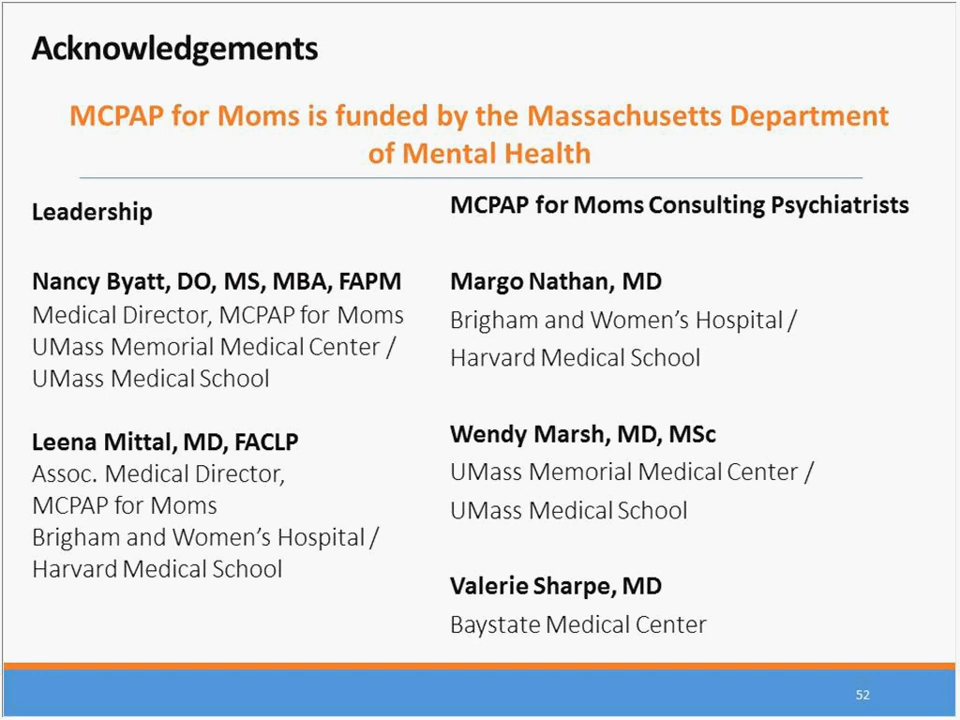 Acknowledgements
MCPAP for Moms is funded by the Massachusetts Department
of Mental Health
Leadership
Nancy Byatt, DO, MS, MBA, FAPM
Medical Director, MCPAP for Moms
UMass Memorial Medical Center /
UMass Medical School
Leena Mittal, MD, FACLP
Assoc. Medical Director,
MCPAP for Moms
Brigham and Women’s Hospital /
Harvard Medical School
MCPAP for Moms Consulting Psychiatrists
Margo Nathan, MD
Brigham and Women’s Hospital /
Harvard Medical School
Wendy Marsh, MD, MSc
UMass Memorial Medical Center /
UMass Medical School
Valerie Sharpe, MD
Baystate Medical Center
52